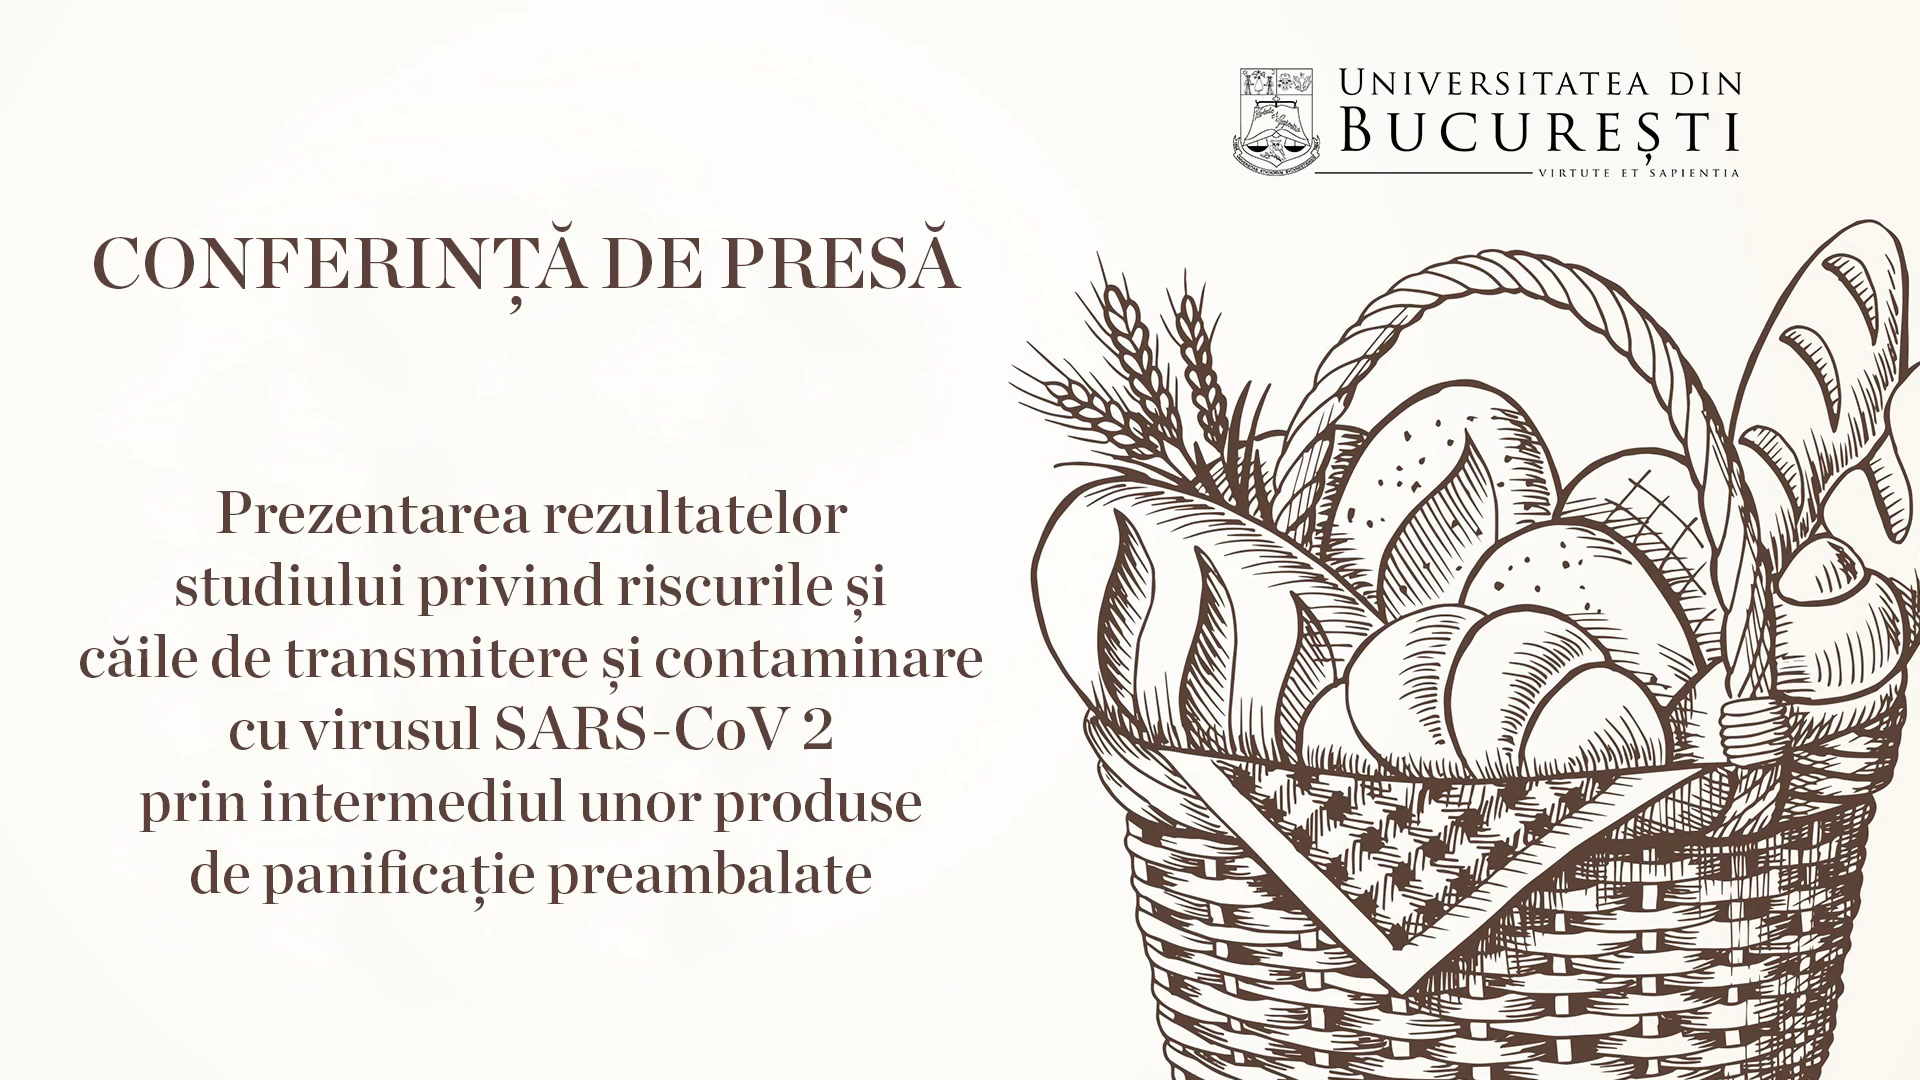 UNIVERSITATEA DIN
BUCUREȘTI
VIRTUTE ET SAPIENTIA
CONFERINȚĂ DE PRESĂ
Prezentarea rezultatelor
studiului privind riscurile și
căile de transmitere și contaminare
cu virusul SARS-CoV 2
prin intermediul unor produse
de panificație preambalate